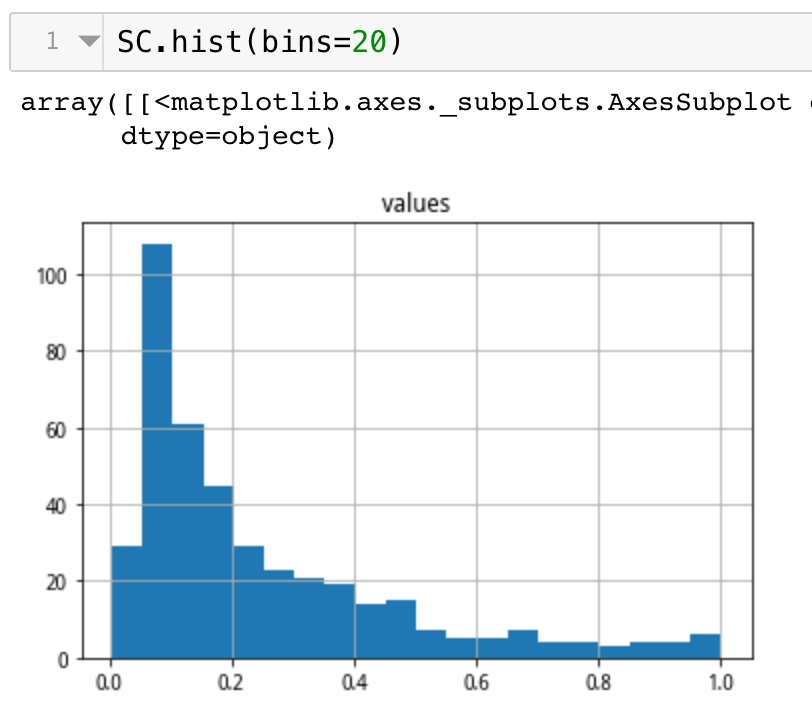 1 SC.hist(bins=20)
array([[<matplotlib.axes._subplots.AxesSubplot
dtype=object)
values
100
80
60
40
20
0
0.0 0.2 0.4 0.6 0.8 1.0